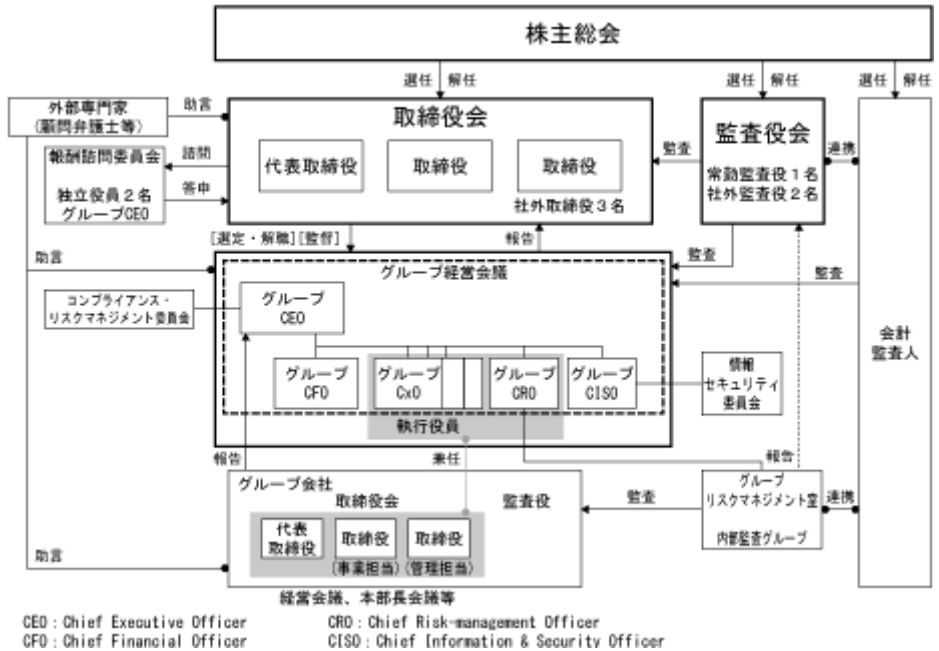 株主総会
選任 解任
選任 解任
選任 解任
外部専門家
(顧問弁護士等)
助言
取締役会
代表取締役
取締役
取締役
社外取締役3名
監査役会
常勤監査役1名
社外監査役2名
監査
連携
報酬諮問委員会
独立役員2名
グループCEO
諮問
答申
[選定・解職][監督]
報告
助言
監査
監査
グループ経営会議
コンプライアンス・
リスクマネジメント委員会
グループ
CEO
グループ
CFO
グループ
CxO
グループ
CRO
グループ
CISO
情報
セキュリティ
委員会
会計
監査人
執行役員
報告
兼任
報告
グループ会社
取締役会
監査役
代表
取締役
取締役
(事業担当)
取締役
(管理担当)
監査
グループ
リスクマネジメント室
内部監査グループ
連携
助言
経営会議、本部長会議等
CEO:Chief Executive Officer
CRO:Chief Risk-management Officer
CFO:Chief Financial Officer
CISO:Chief Information & Security Officer